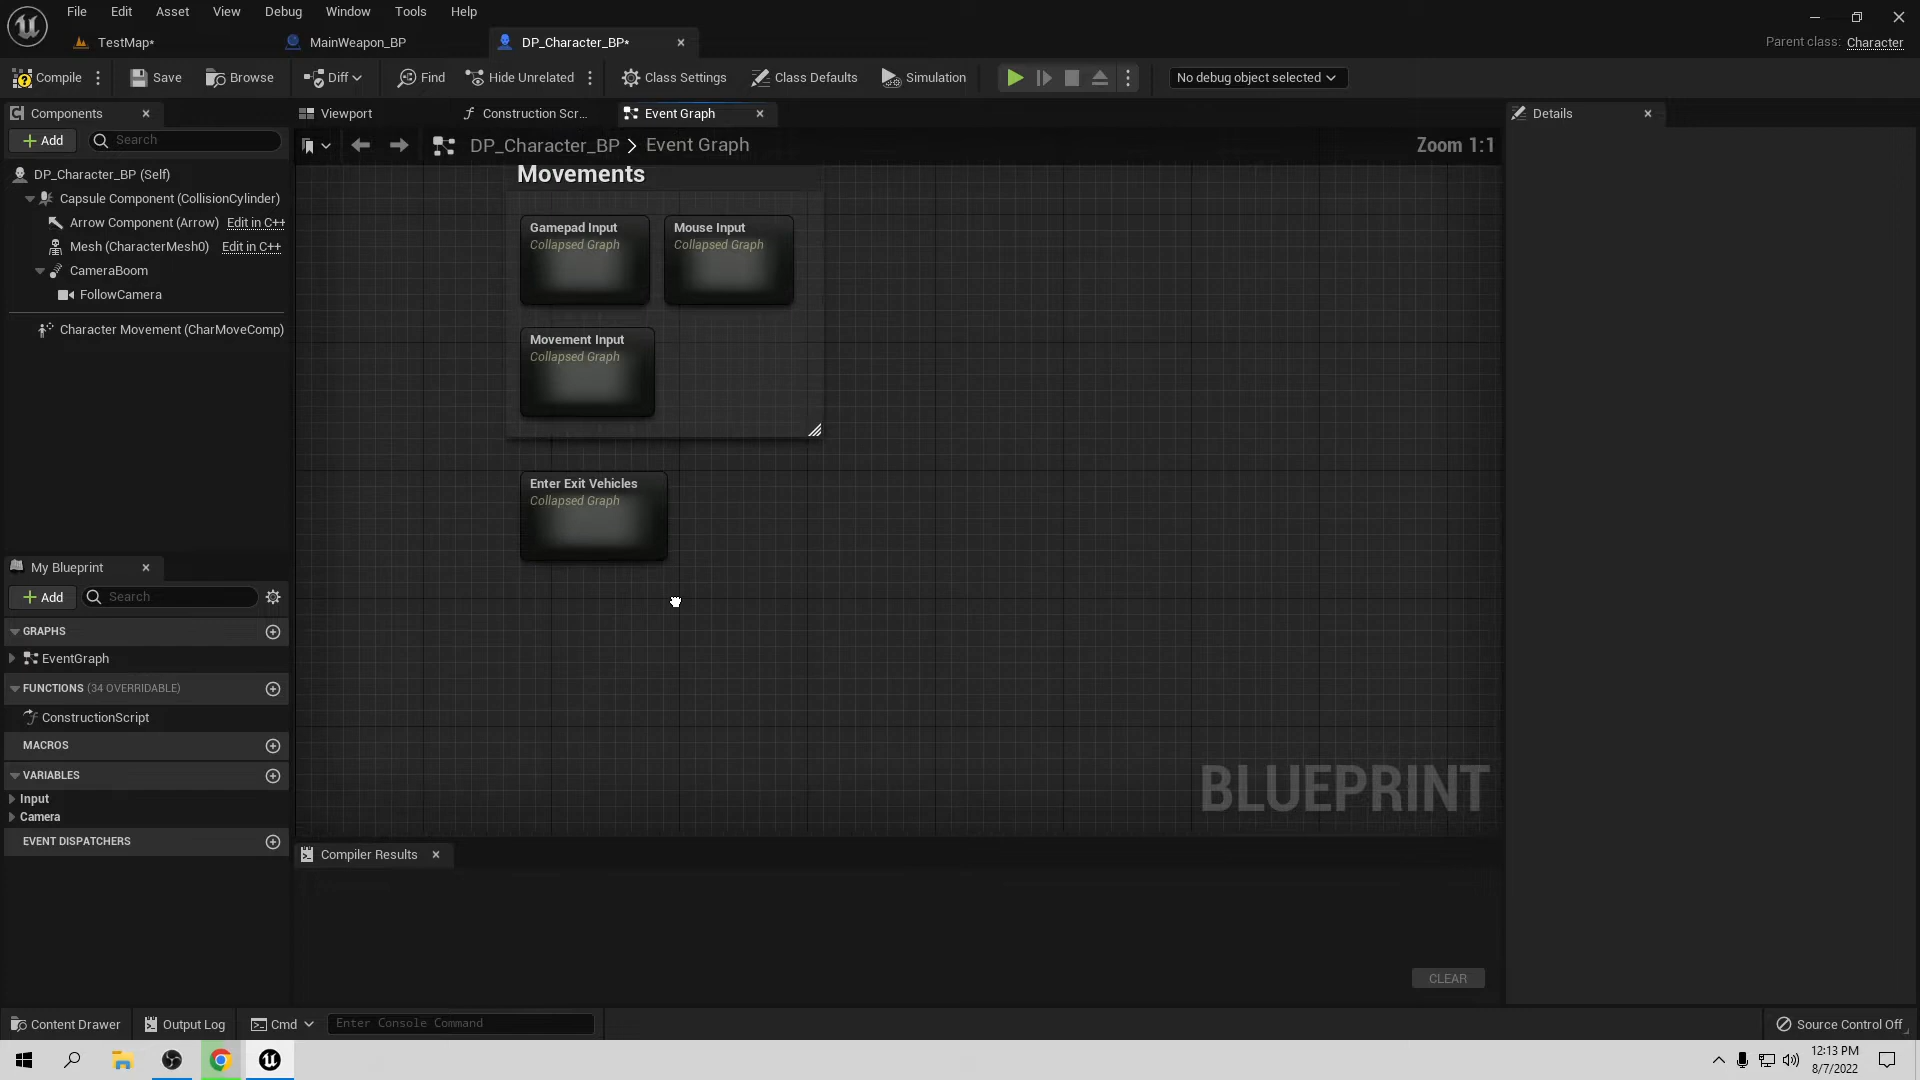 File Edit Asset View Debug Window Tools Help
TestMap* MainWeapon_BP DP_Character_BP*
Parent class: Character
Compile Save Browse Diff Find Hide Unrelated Class Settings Class Defaults Simulation No debug object selected
Components Viewport Construction Scr... Event Graph Details
Add Search
DP_Character_BP > Event Graph Zoom 1:1
DP_Character_BP (Self)
Capsule Component (CollisionCylinder)
Arrow Component (Arrow) Edit in C++
Mesh (CharacterMesh0) Edit in C++
CameraBoom
FollowCamera
Character Movement (CharMoveComp)
Movements
Gamepad Input
Collapsed Graph
Mouse Input
Collapsed Graph
Movement Input
Collapsed Graph
Enter Exit Vehicles
Collapsed Graph
BLUEPRINT
My Blueprint
Add Search
GRAPHS
EventGraph
FUNCTIONS (34 OVERRIDABLE)
ConstructionScript
MACROS
VARIABLES
Input
Camera
EVENT DISPATCHERS
Compiler Results
CLEAR
Content Drawer Output Log Cmd Enter Console Command Source Control Off
12:13 PM
8/7/2022